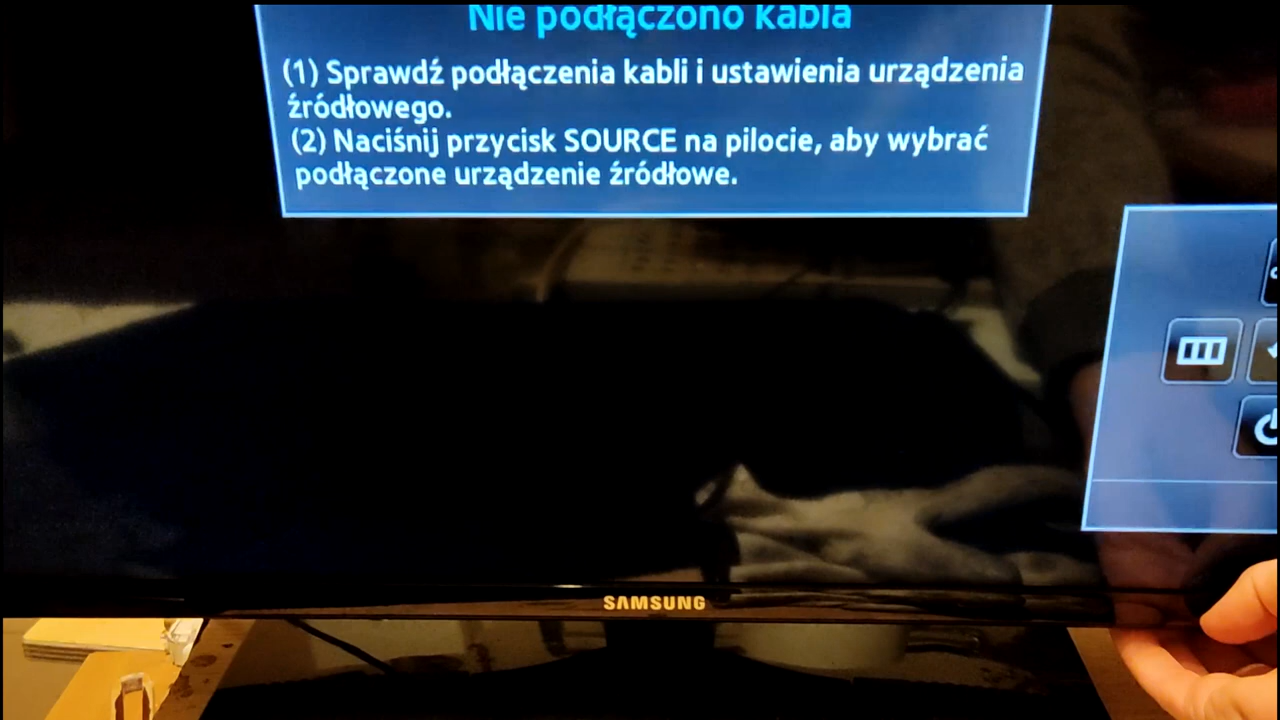 Nie podłączono kabla
(1) Sprawdź podłączenia kabli i ustawienia urządzenia
źródłowego.
(2) Naciśnij przycisk SOURCE na pilocie, aby wybrać
podłączone urządzenie źródłowe.
SAMSUNG